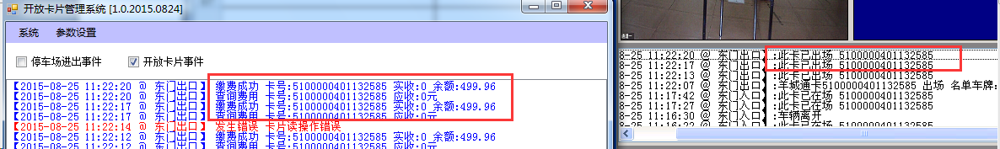 开放卡片管理系统 [1.0.2015.0824]
系统 参数设置
停车场进出事件 开放卡片事件
【2015-08-25 11:22:20 @ 东门出口】 缴费成功 卡号:5100000401132585 实收:0 余额:499.96
【2015-08-25 11:22:20 @ 东门出口】 查询费用 卡号:5100000401132585 应收:0元
【2015-08-25 11:22:17 @ 东门出口】 缴费成功 卡号:5100000401132585 实收:0 余额:499.96
【2015-08-25 11:22:17 @ 东门出口】 查询费用 卡号:5100000401132585 应收:0元
【2015-08-25 11:22:14 @ 东门出口】 发生错误 卡片读操作错误
【2015-08-25 11:22:12 @ 东门出口】 缴费成功 卡号:5100000401132585 实收:0 余额:499.96
【2015-08-25 11:22:12 @ 东门出口】 查询费用 卡号:5100000401132585 应收:0元
8-25 11:22:20 @ 东门出口】:此卡已出场 5100000401132585
8-25 11:22:17 @ 东门出口】:此卡已出场 5100000401132585
8-25 11:22:13 @ 东门出口】:此卡已出场 5100000401132585
8-25 11:22:07 @ 东门出口】:羊城通卡5100000401132585 出场 名单车牌:
8-25 11:17:42 @ 东门入口】:此卡已在场 5100000401132585
8-25 11:17:27 @ 东门入口】:此卡已在场 5100000401132585
8-25 11:16:30 @ 东门入口】:车辆离开
8-25 11:16:22 @ 东门入口】:此卡已在场 5100000401132585